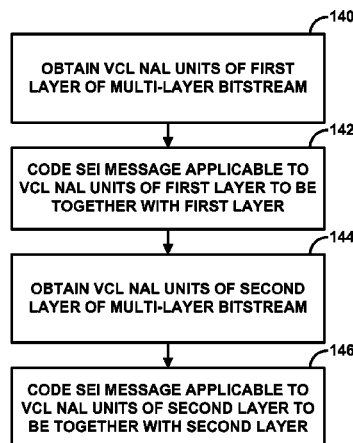 140
OBTAIN VCL NAL UNITS OF FIRST
LAYER OF MULTI-LAYER BITSTREAM
142
CODE SEI MESSAGE APPLICABLE TO
VCL NAL UNITS OF FIRST LAYER TO BE
TOGETHER WITH FIRST LAYER
144
OBTAIN VCL NAL UNITS OF SECOND
LAYER OF MULTI-LAYER BITSTREAM
146
CODE SEI MESSAGE APPLICABLE TO
VCL NAL UNITS OF SECOND LAYER TO
BE TOGETHER WITH SECOND LAYER